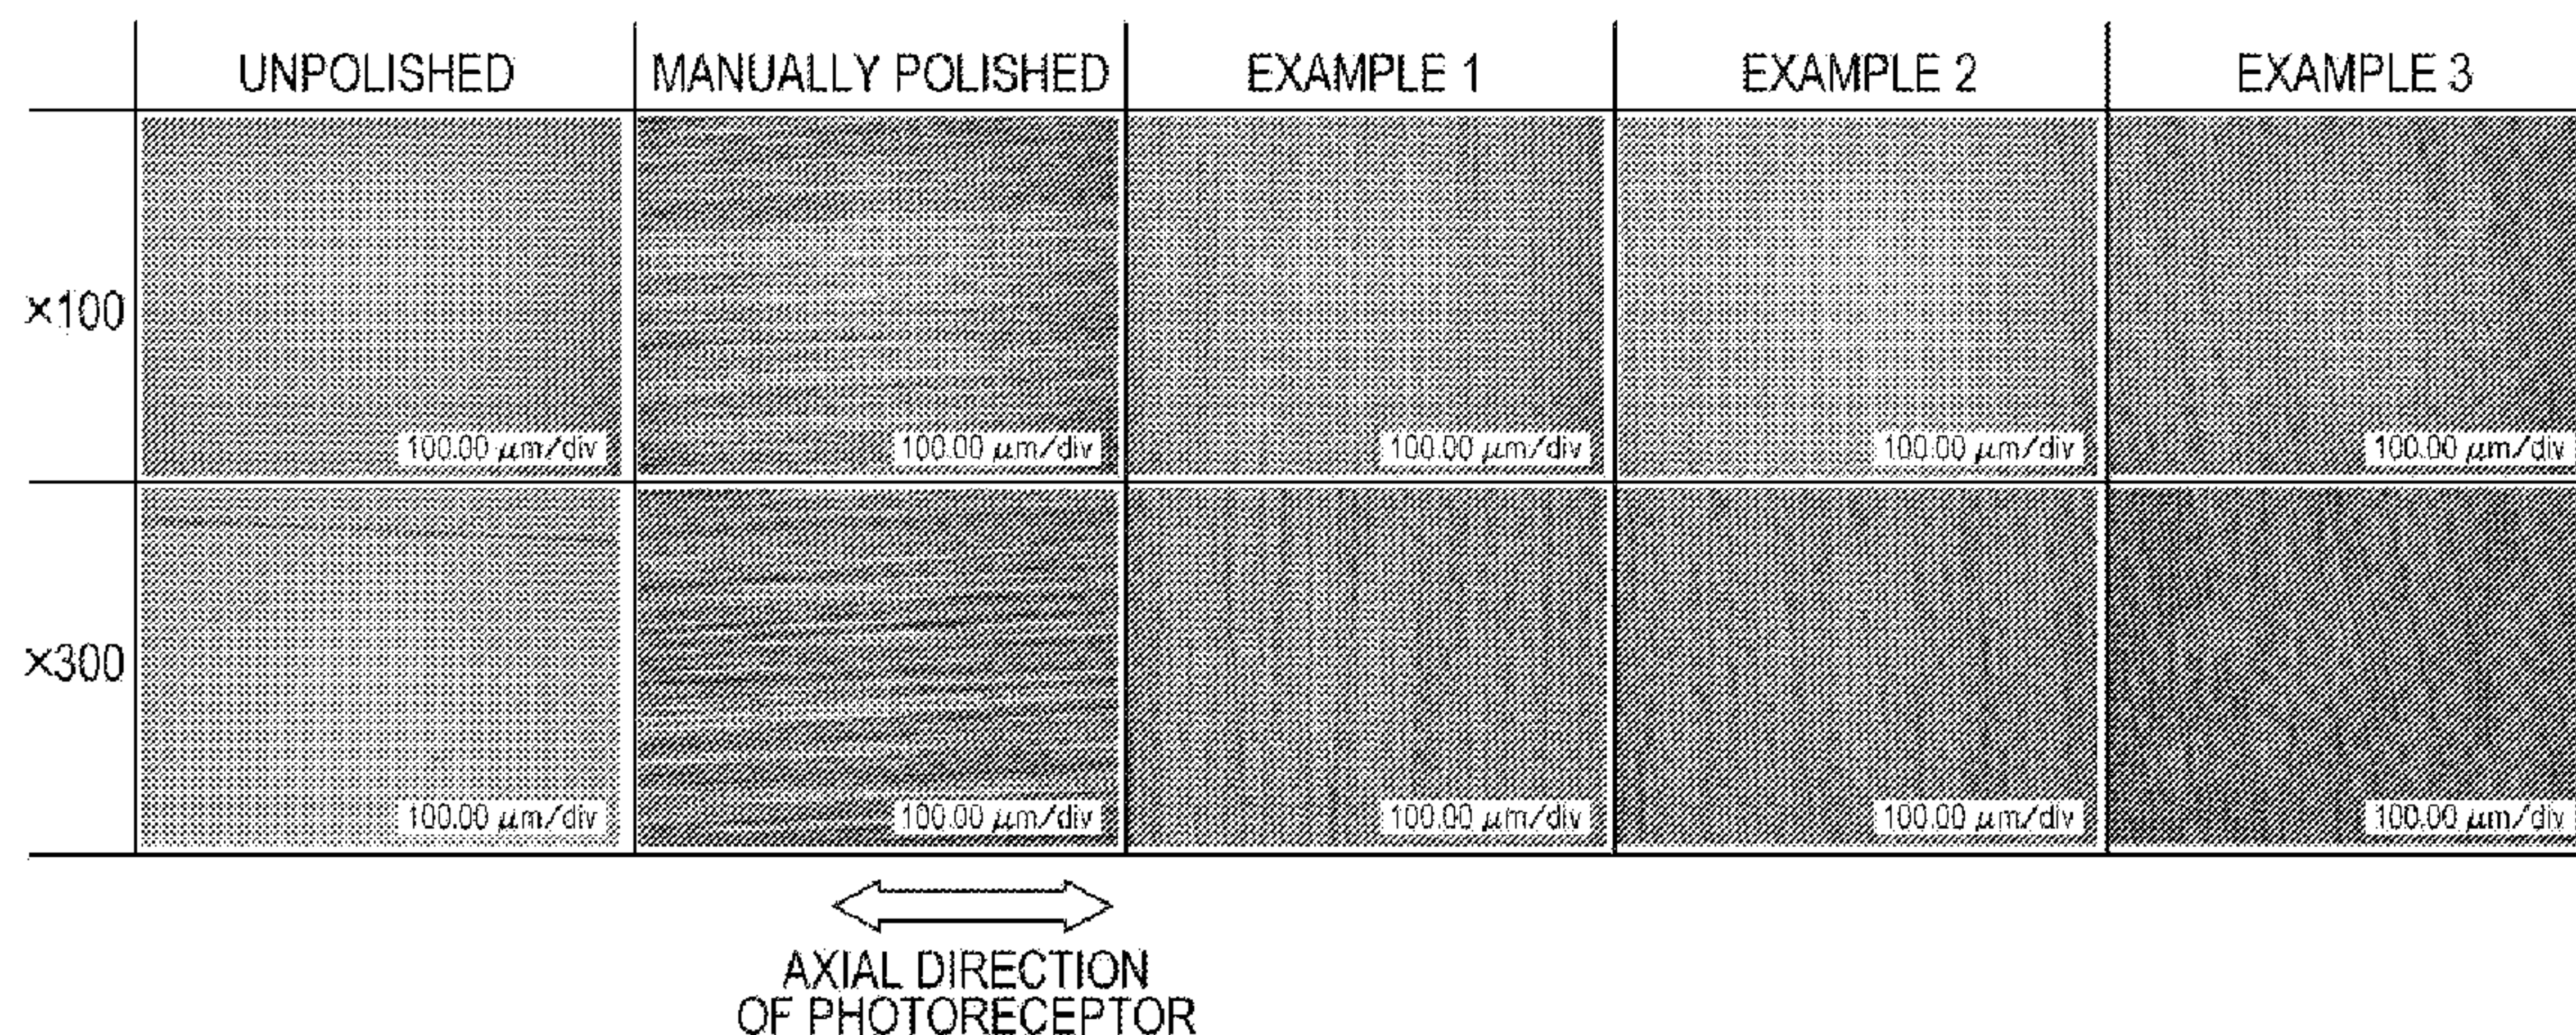 UNPOLISHED
MANUALLY POLISHED
EXAMPLE 1
EXAMPLE 2
EXAMPLE 3
×100
100.00 μm/div
100.00 μm/div
100.00 μm/div
100.00 μm/div
100.00 μm/div
×300
100.00 μm/div
100.00 μm/div
100.00 μm/div
100.00 μm/div
100.00 μm/div
AXIAL DIRECTION
OF PHOTORECEPTOR